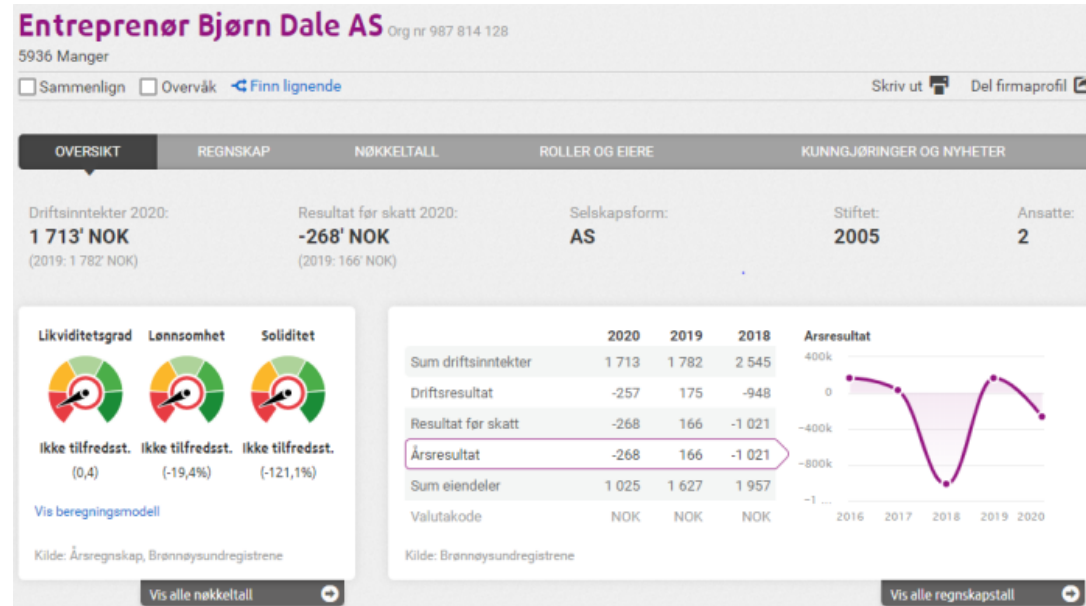 Entreprenør Bjørn Dale AS Org nr 987 814 128
5936 Manger
Sammenlign Overvåk Finn lignende Skriv ut Del firmaprofil
OVERSIKT REGNSKAP NØKKELTALL ROLLER OG EIERE KUNNGJØRINGER OG NYHETER
Driftsinntekter 2020: Resultat før skatt 2020: Selskapsform: Stiftet: Ansatte:
1 713' NOK -268' NOK AS 2005 2
(2019: 1 782' NOK) (2019: 166' NOK)
Likviditetsgrad Lønnsomhet Soliditet
Ikke tilfredsst. Ikke tilfredsst. Ikke tilfredsst.
(0,4) (-19,4%) (-121,1%)
Vis beregningsmodell
Kilde: Årsregnskap, Brønnøysundregistrene
Vis alle nøkkeltall
2020 2019 2018
Sum driftsinntekter 1 713 1 782 2 545
Driftsresultat -257 175 -948
Resultat før skatt -268 166 -1 021
Årsresultat -268 166 -1 021
Sum eiendeler 1 025 1 627 1 957
Valutakode NOK NOK NOK
Kilde: Brønnøysundregistrene
Årsresultat
400k
0
−400k
−800k
−1 ...
2016 2017 2018 2019 2020
Vis alle regnskapstall